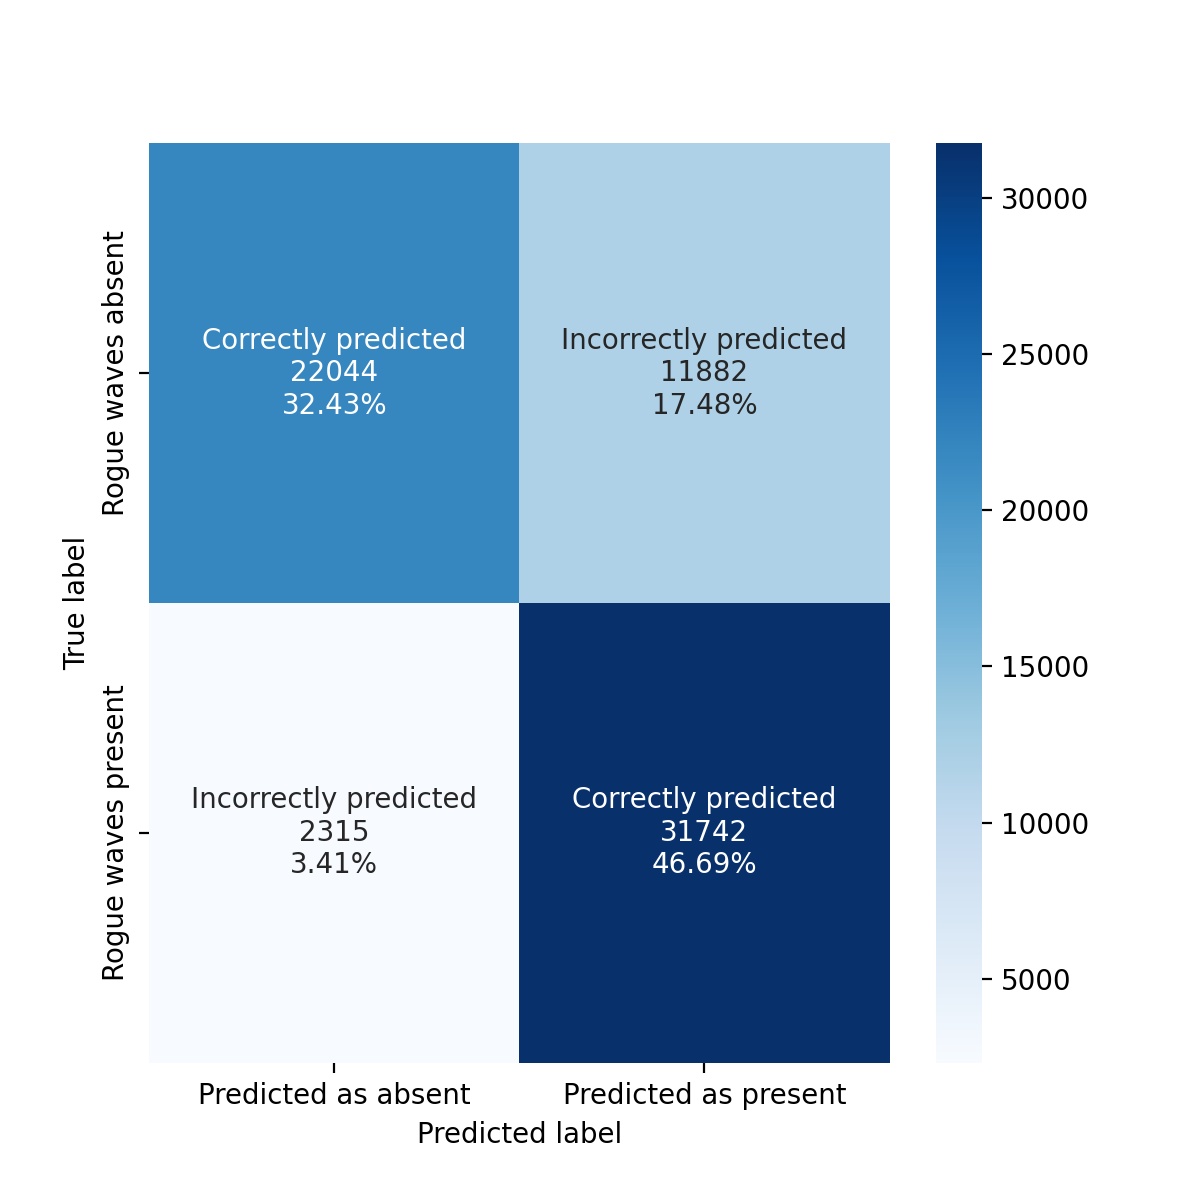 True label
Rogue waves absent
Rogue waves present
Correctly predicted
22044
32.43%
Incorrectly predicted
11882
17.48%
Incorrectly predicted
2315
3.41%
Correctly predicted
31742
46.69%
Predicted as absent
Predicted as present
Predicted label
30000
25000
20000
15000
10000
5000